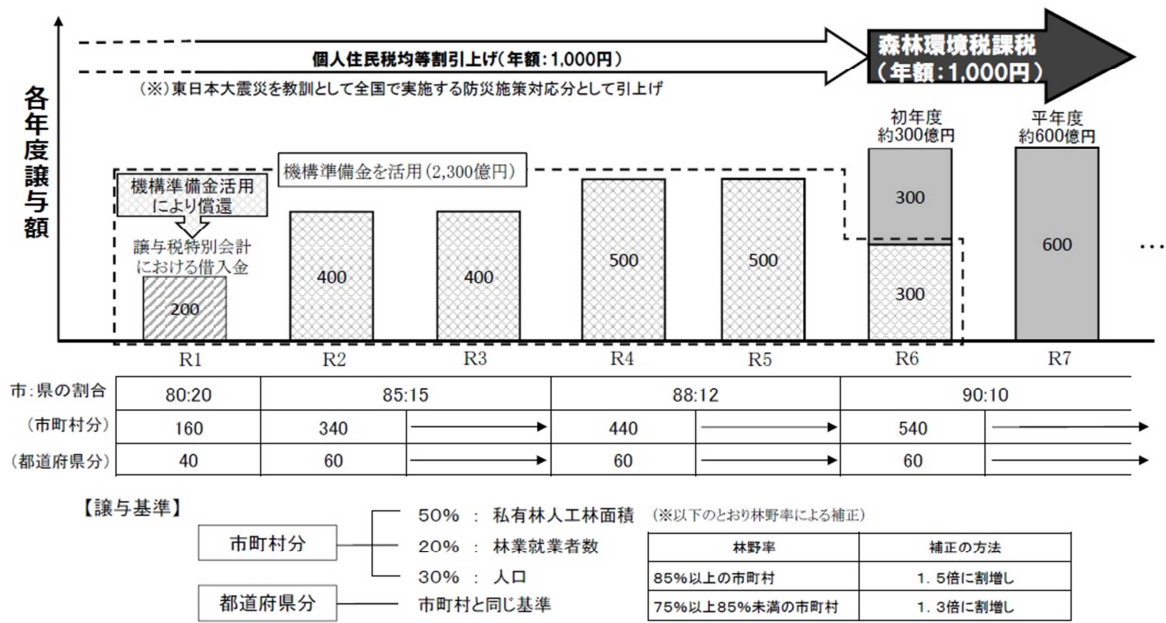 各年度譲与額
個人住民税均等割引上げ(年額:1,000円)
(※)東日本大震災を教訓として全国で実施する防災施策対応分として引上げ
森林環境税課税
(年額:1,000円)
初年度
約300億円
平年度
約600億円
機構準備金を活用(2,300億円)
機構準備金活用
により償還
譲与税特別会計
における借入金
200
400
400
500
500
300
300
600
…
R1 R2 R3 R4 R5 R6 R7
市:県の割合 80:20 85:15 88:12 90:10
(市町村分) 160 340 440 540
(都道府県分) 40 60 60 60
【譲与基準】
市町村分
50% : 私有林人工林面積 (※以下のとおり林野率による補正)
20% : 林業就業者数
30% : 人口
都道府県分 市町村と同じ基準
林野率 補正の方法
85%以上の市町村 1.5倍に割増し
75%以上85%未満の市町村 1.3倍に割増し